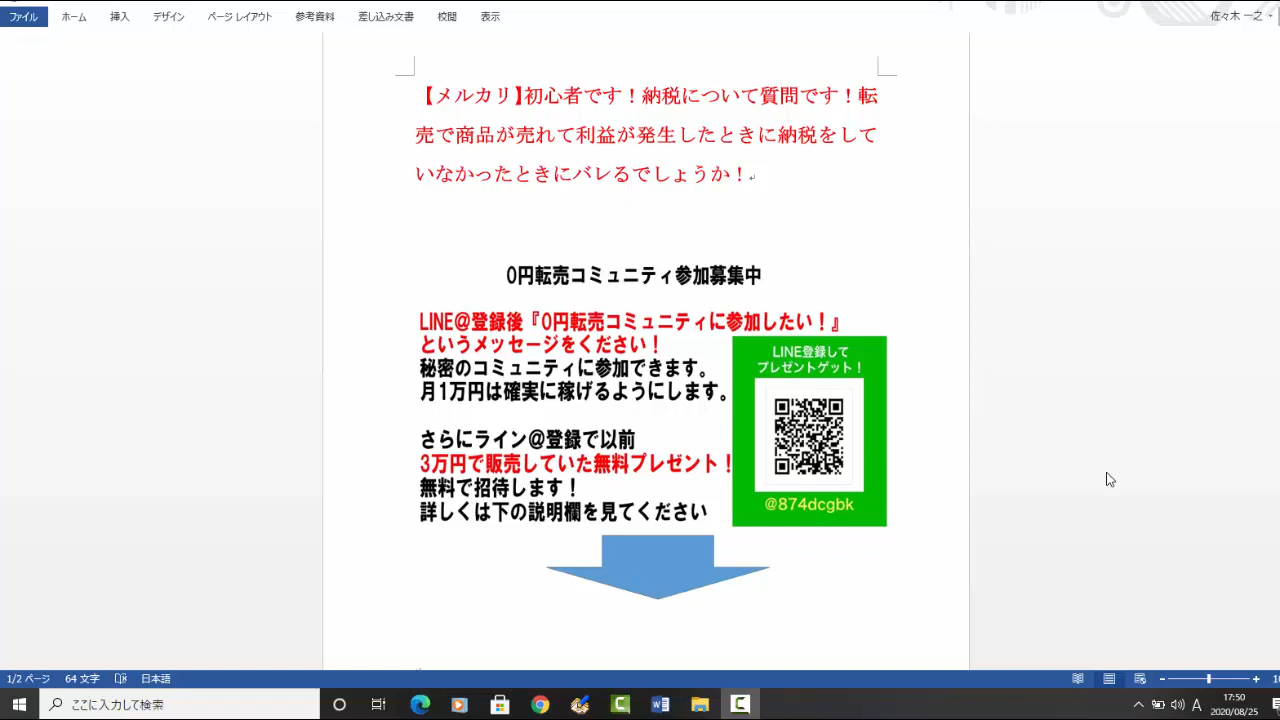 ファイル ホーム 挿入 デザイン ページ レイアウト 参考資料 差し込み文書 校閲 表示 佐々木 一之
【メルカリ】初心者です！納税について質問です！転
売で商品が売れて利益が発生したときに納税をして
いなかったときにバレるでしょうか！
0円転売コミュニティ参加募集中
LINE@登録後『0円転売コミュニティに参加したい！』
というメッセージをください！
秘密のコミュニティに参加できます。
月1万円は確実に稼げるようにします。
さらにライン@登録で以前
3万円で販売していた無料プレゼント！
無料で招待します！
詳しくは下の説明欄を見てください
LINE登録して
プレゼントゲット！
@874dcgbk
1/2 ページ 64 文字 日本語
ここに入力して検索
A
17:50
2020/08/25